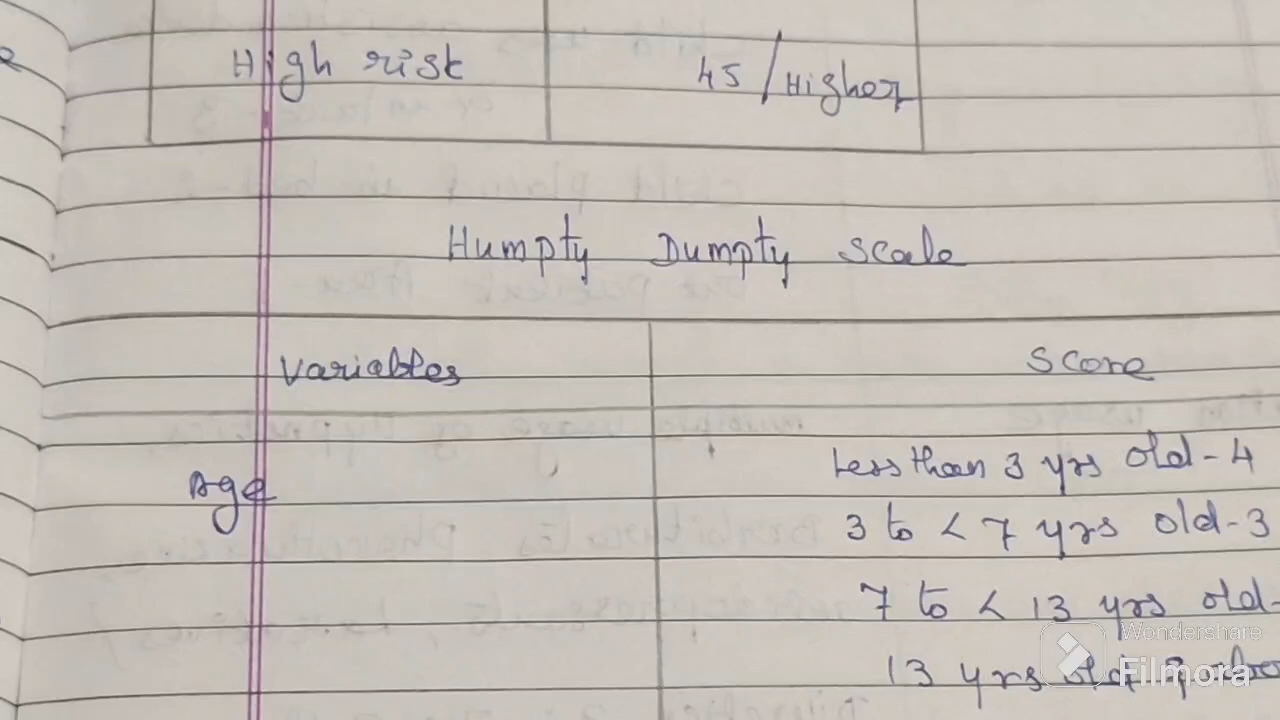 High risk 45/Higher
Humpty Dumpty Scale
Variables Score
Age Less than 3 yrs old-4
3 to < 7 yrs old-3
7 to < 13 yrs old-
13 yrs old &
Wondershare
Filmora